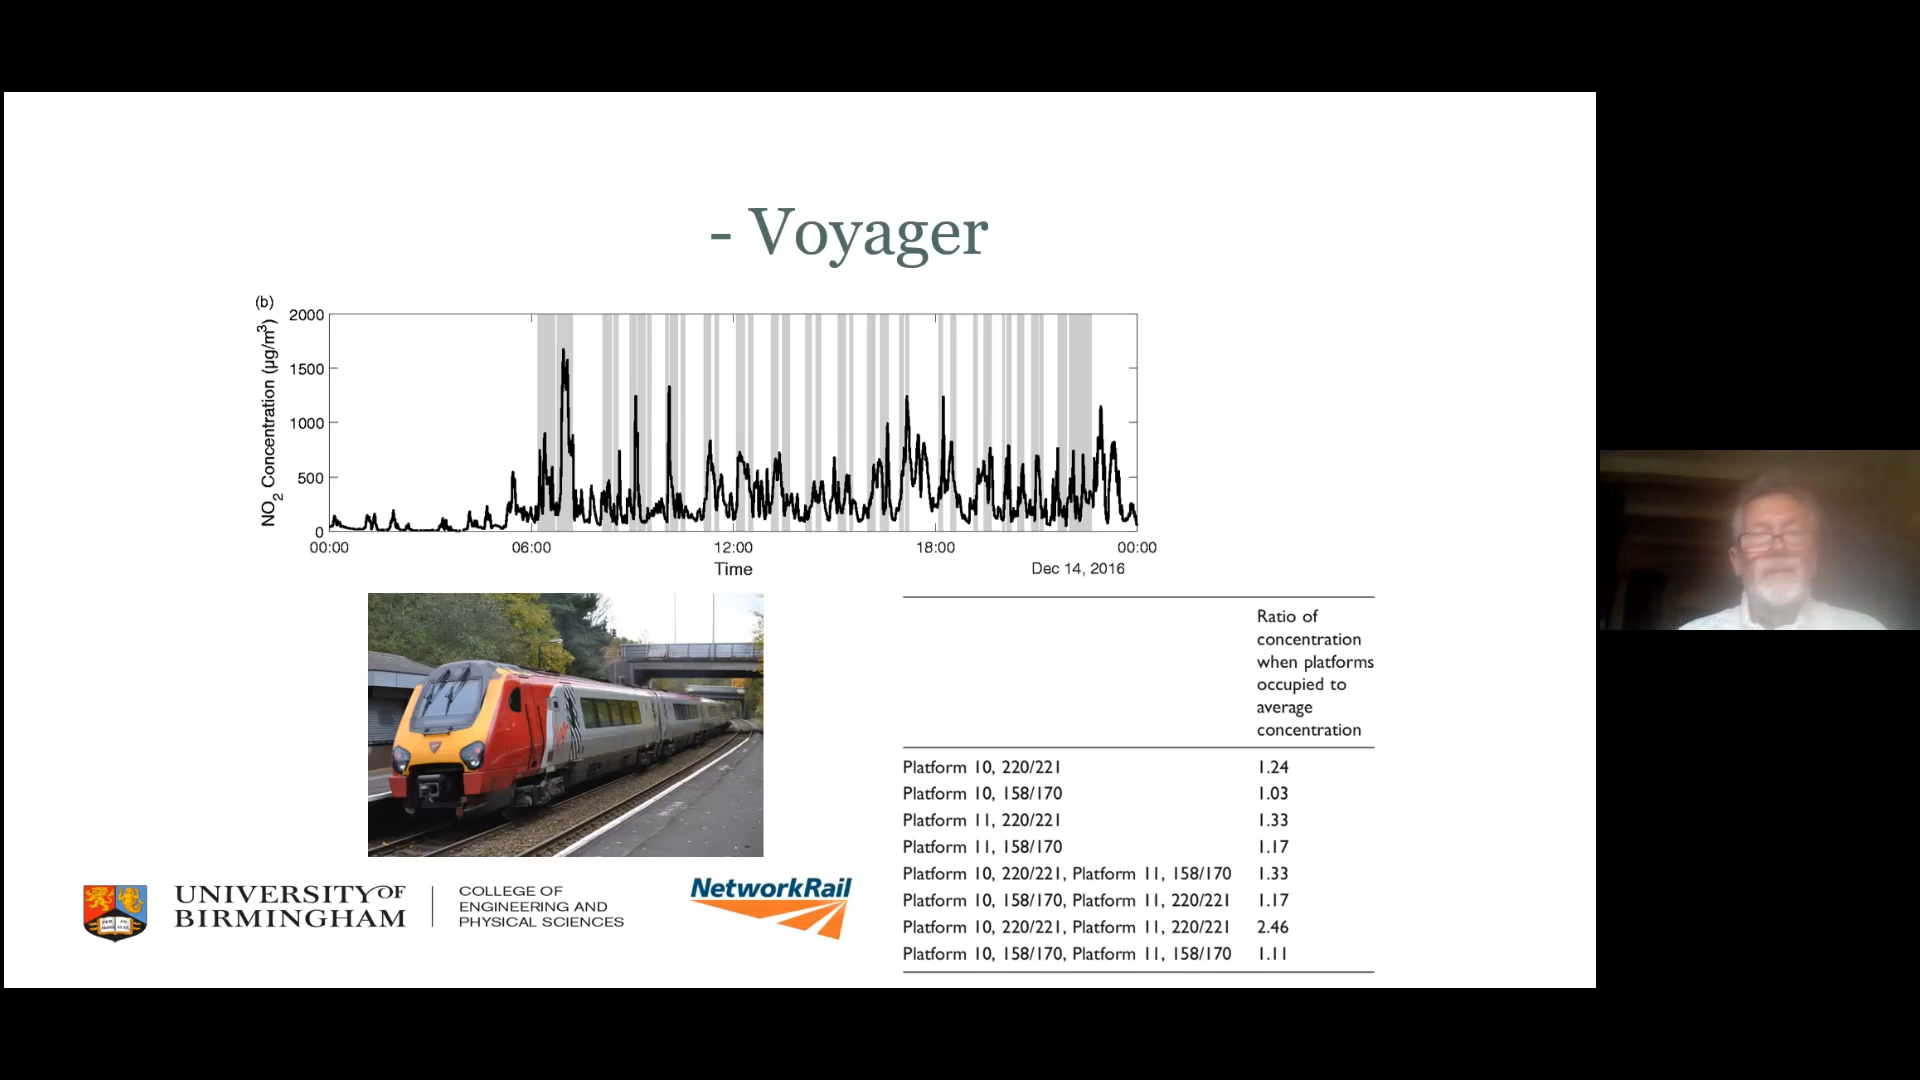 - Voyager
(b)
NO2 Concentration (µg/m³)
2000
1500
1000
500
0
00:00 06:00 12:00 18:00 00:00
Time
Dec 14, 2016
Ratio of
concentration
when platforms
occupied to
average
concentration
Platform 10, 220/221 1.24
Platform 10, 158/170 1.03
Platform 11, 220/221 1.33
Platform 11, 158/170 1.17
Platform 10, 220/221, Platform 11, 158/170 1.33
Platform 10, 158/170, Platform 11, 220/221 1.17
Platform 10, 220/221, Platform 11, 220/221 2.46
Platform 10, 158/170, Platform 11, 158/170 1.11
UNIVERSITY OF
BIRMINGHAM
COLLEGE OF
ENGINEERING AND
PHYSICAL SCIENCES
NetworkRail